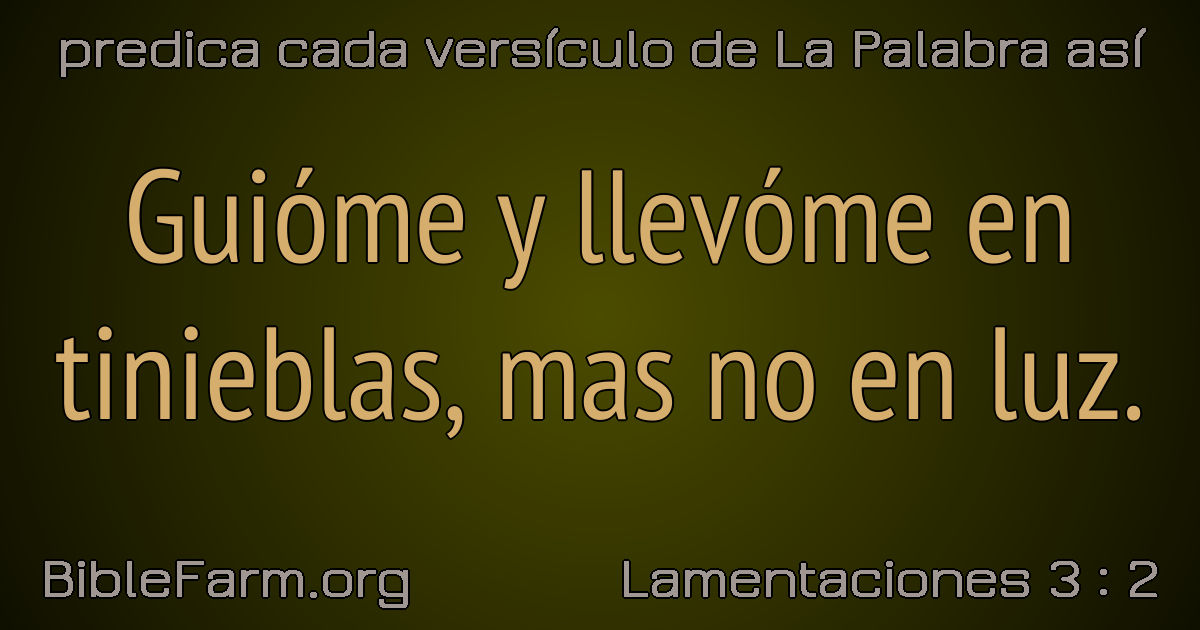 predica cada versículo de La Palabra así
Guióme y llevóme en
tinieblas, mas no en luz.
BibleFarm.org
Lamentaciones 3 : 2